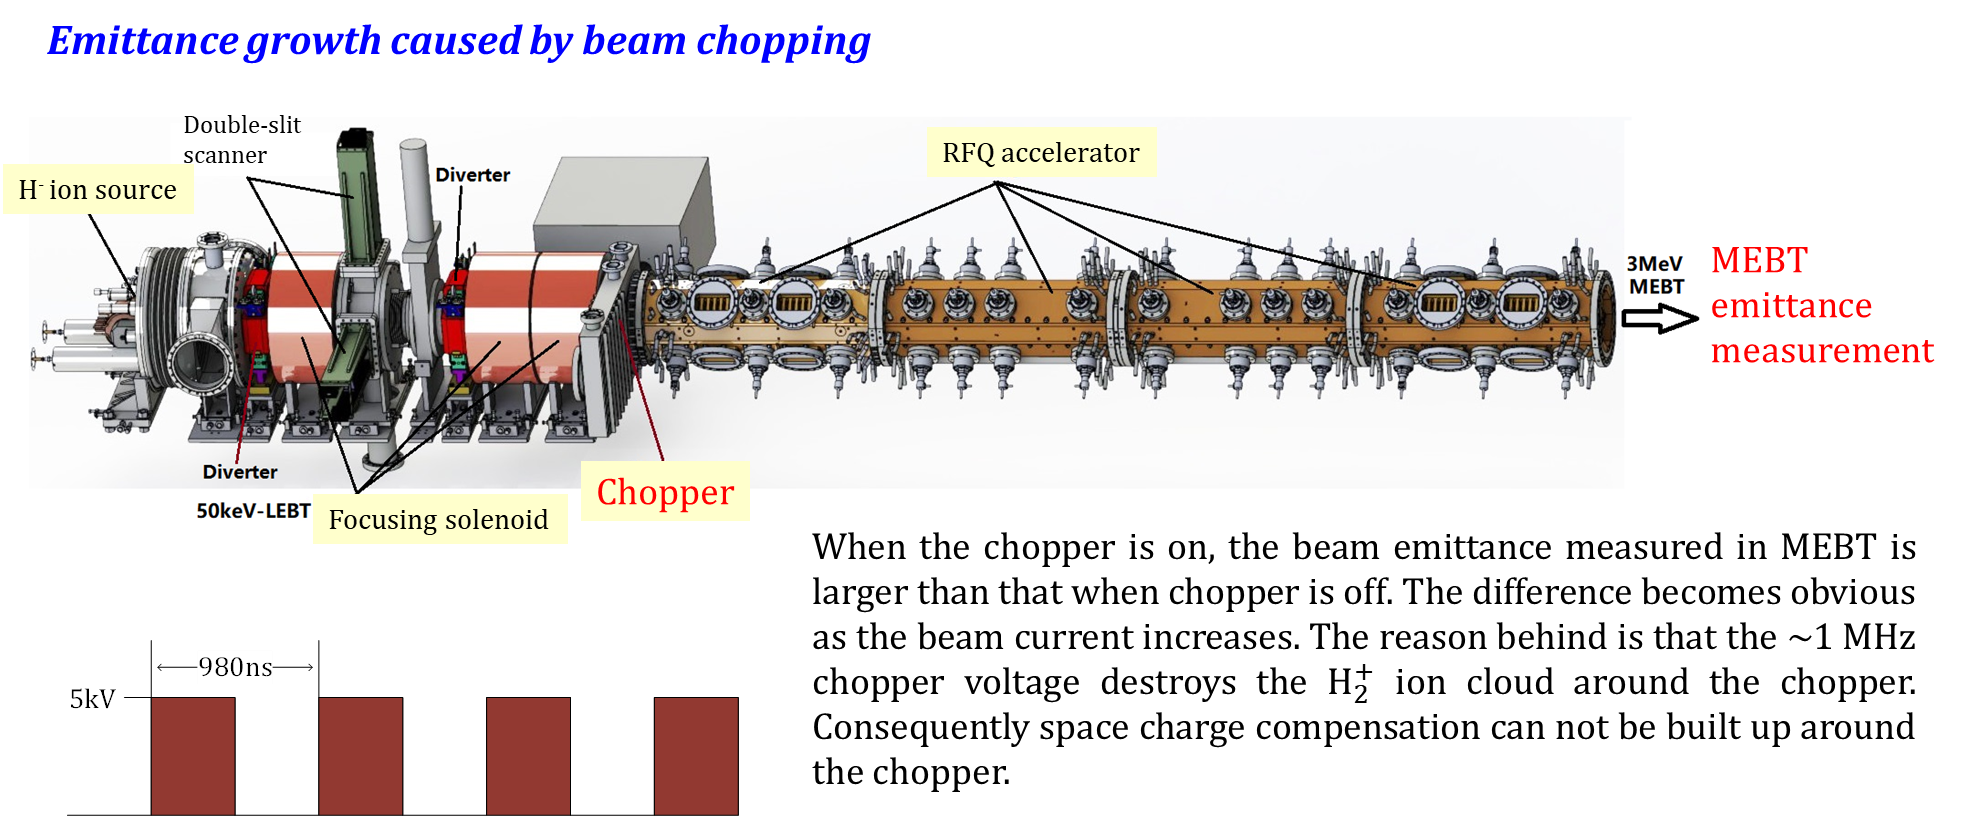 Emittance growth caused by beam chopping
Double-slit
scanner
H- ion source
Diverter
RFQ accelerator
3MeV
MEBT
MEBT
emittance
measurement
Diverter
50keV-LEBT
Focusing solenoid
Chopper
When the chopper is on, the beam emittance measured in MEBT is
larger than that when chopper is off. The difference becomes obvious
as the beam current increases. The reason behind is that the ~1 MHz
chopper voltage destroys the H₂⁺ ion cloud around the chopper.
Consequently space charge compensation can not be built up around
the chopper.
980ns
5kV